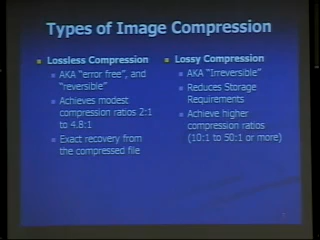 Types of Image Compression
Lossless Compression
AKA "error free", and
"reversible"
Achieves modest
compression ratios 2:1
to 4.8:1
Exact recovery from
the compressed file
Lossy Compression
AKA "Irreversible"
Reduces Storage
Requirements
Achieve higher
compression ratios
(10:1 to 50:1 or more)